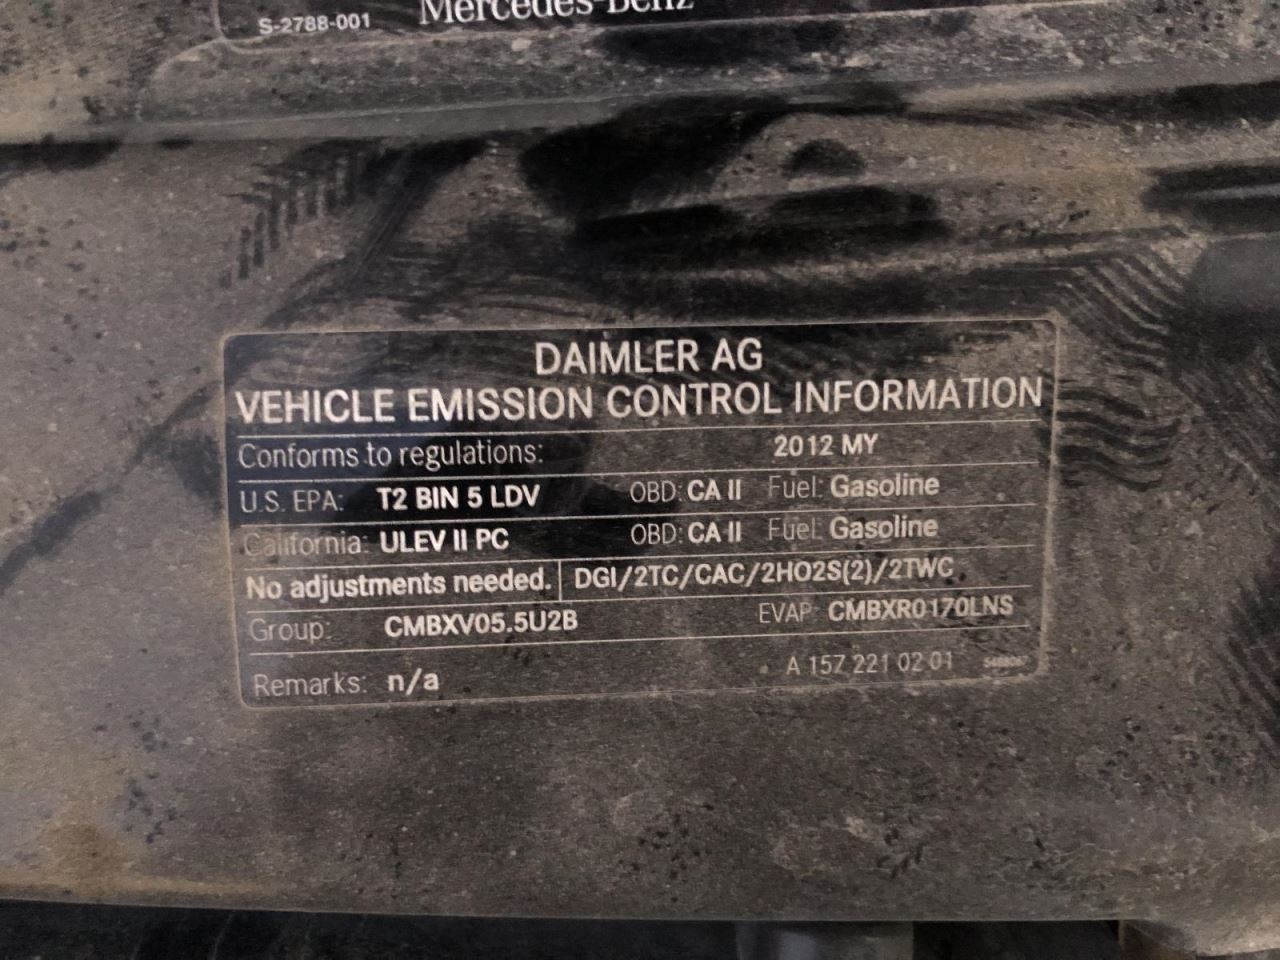 S-2788-001 Mercedes-Benz
DAIMLER AG
VEHICLE EMISSION CONTROL INFORMATION
Conforms to regulations: 2012 MY
U.S. EPA: T2 BIN 5 LDV OBD: CA II Fuel: Gasoline
California: ULEV II PC OBD: CA II Fuel: Gasoline
No adjustments needed. DGI/2TC/CAC/2HO2S(2)/2TWC
Group: CMBXV05.5U2B EVAP: CMBXR0170LNS
Remarks: n/a A 157 221 02 01